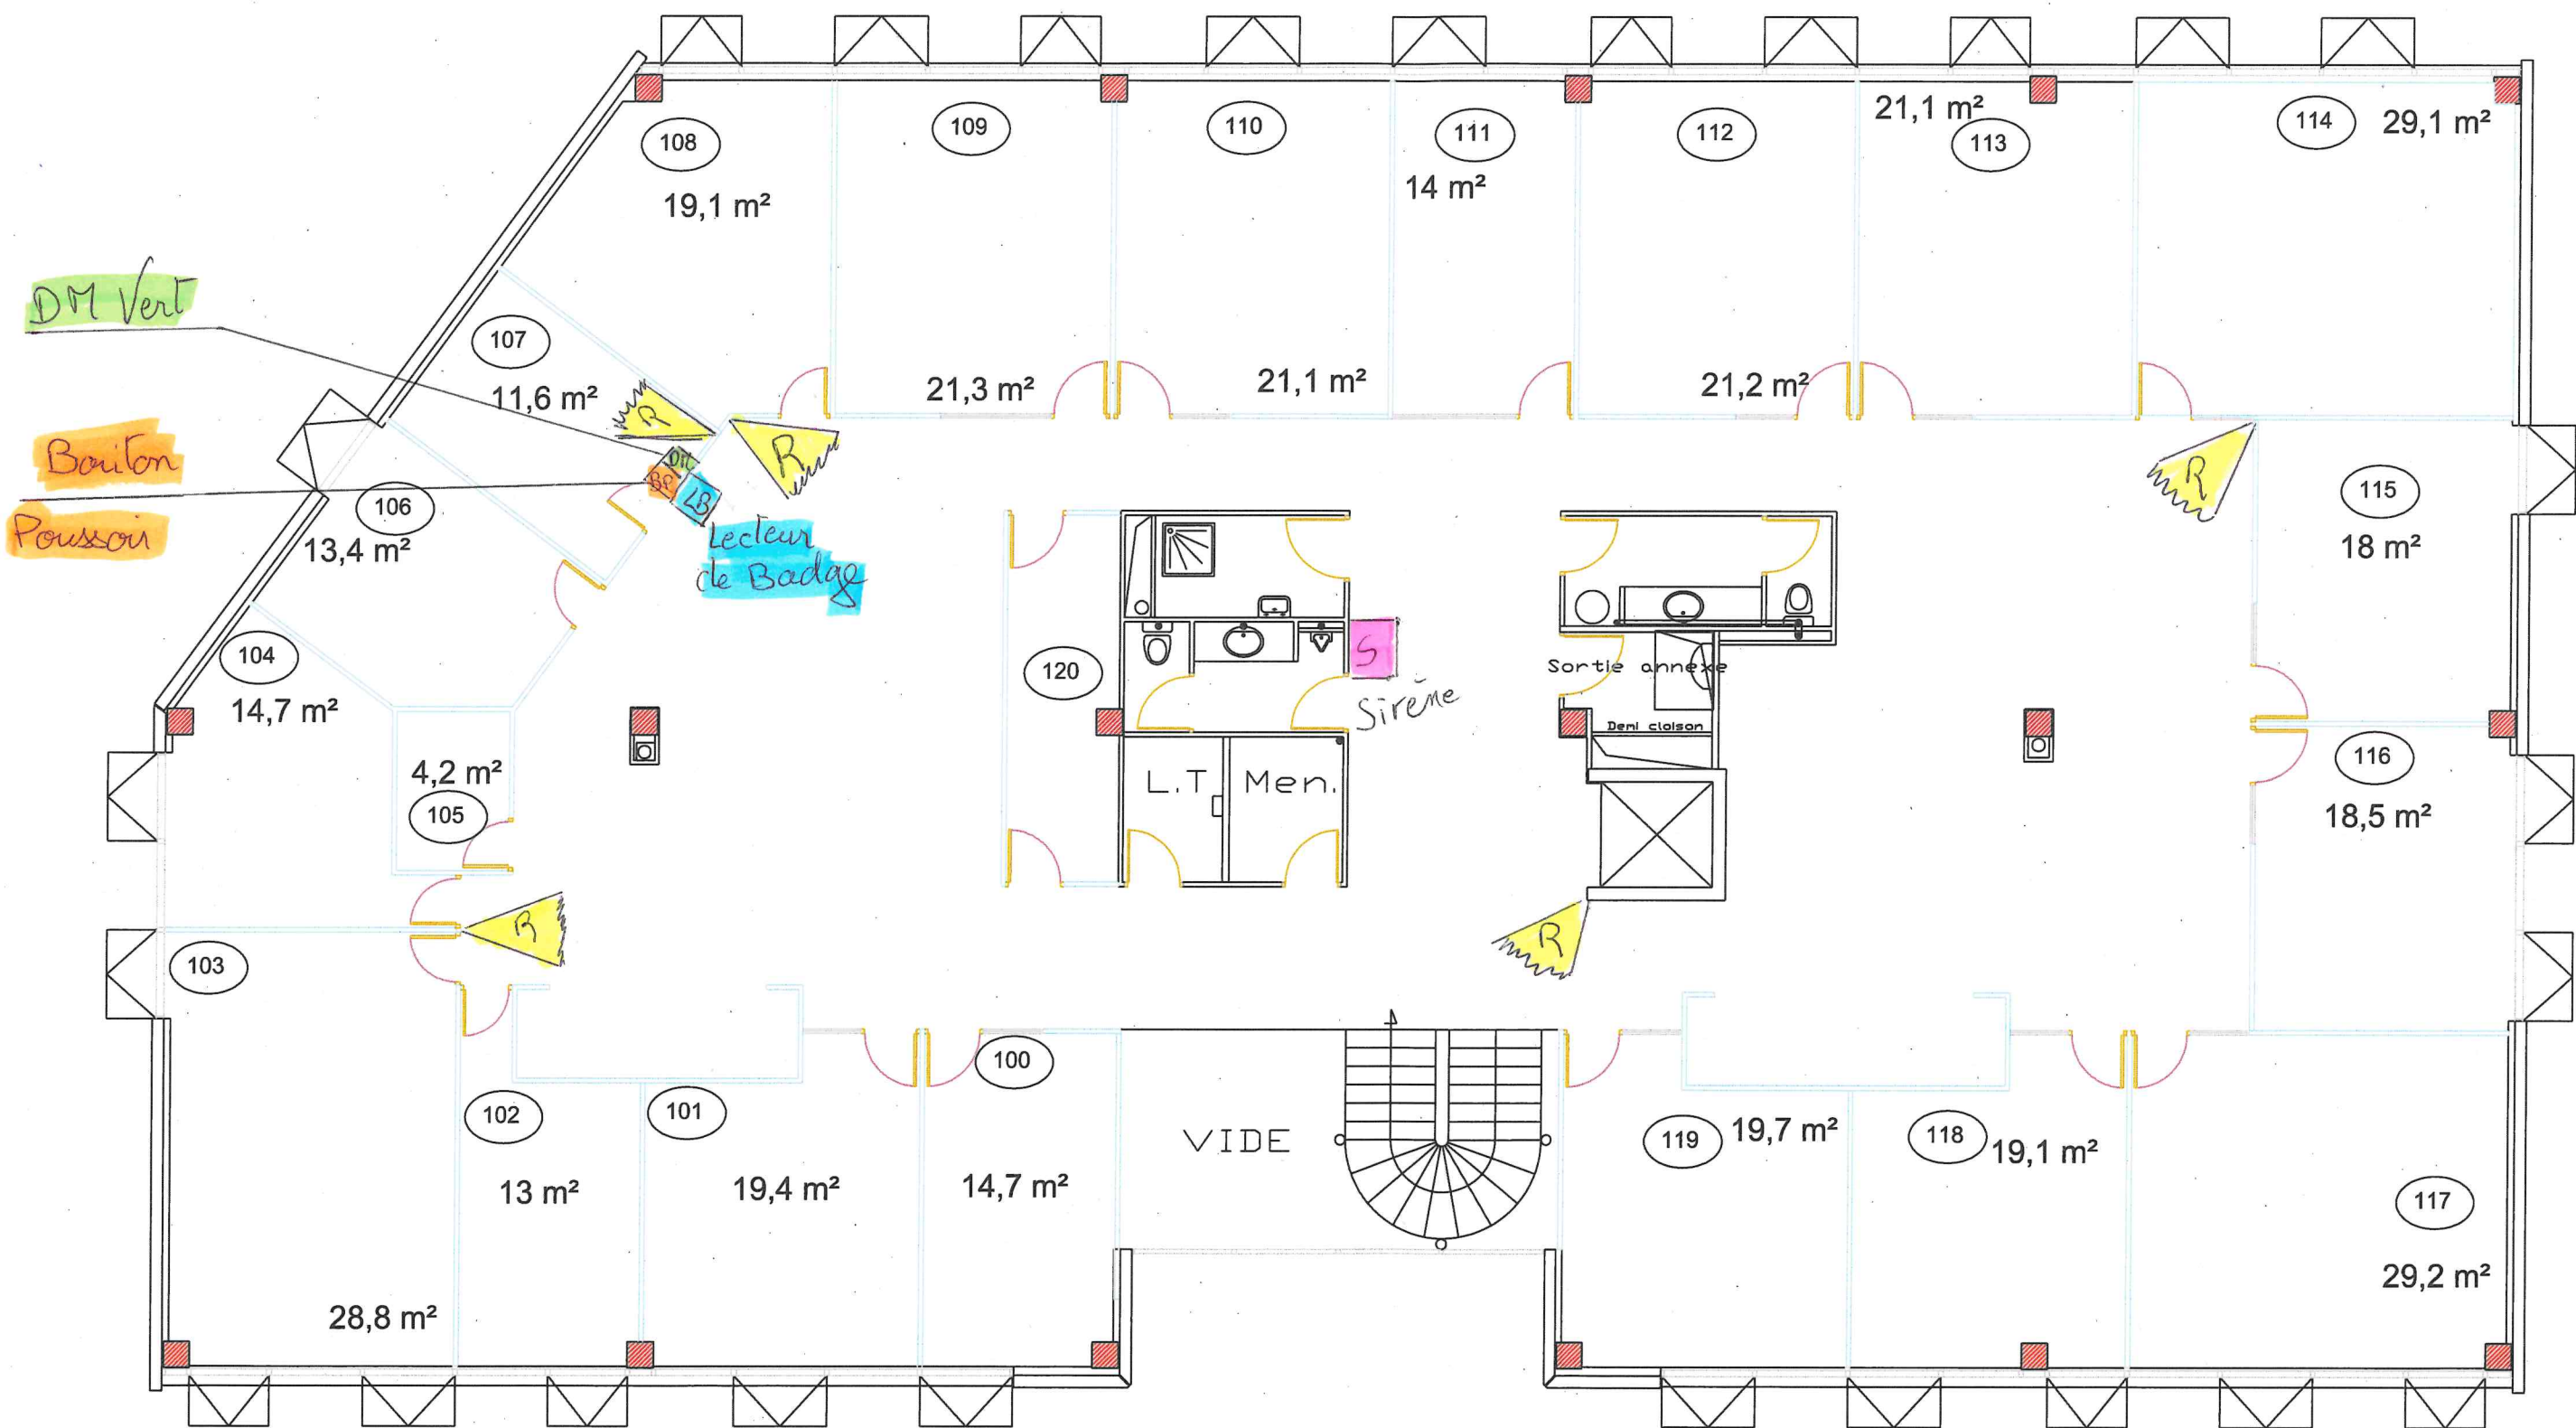 108
19,1 m²
109
21,3 m²
110
21,1 m²
111
14 m²
112
21,2 m²
21,1 m²
113
114
29,1 m²
DM Vert
107
11,6 m²
R
R
R
DM
BP
LB
Bouton
Poussoir
Lecteur
de Badge
106
13,4 m²
115
18 m²
104
14,7 m²
120
S
Sirène
Sortie annexe
Demi cloison
4,2 m²
105
L.T
Men.
116
18,5 m²
103
28,8 m²
R
R
102
13 m²
101
19,4 m²
100
14,7 m²
VIDE
119
19,7 m²
118
19,1 m²
117
29,2 m²